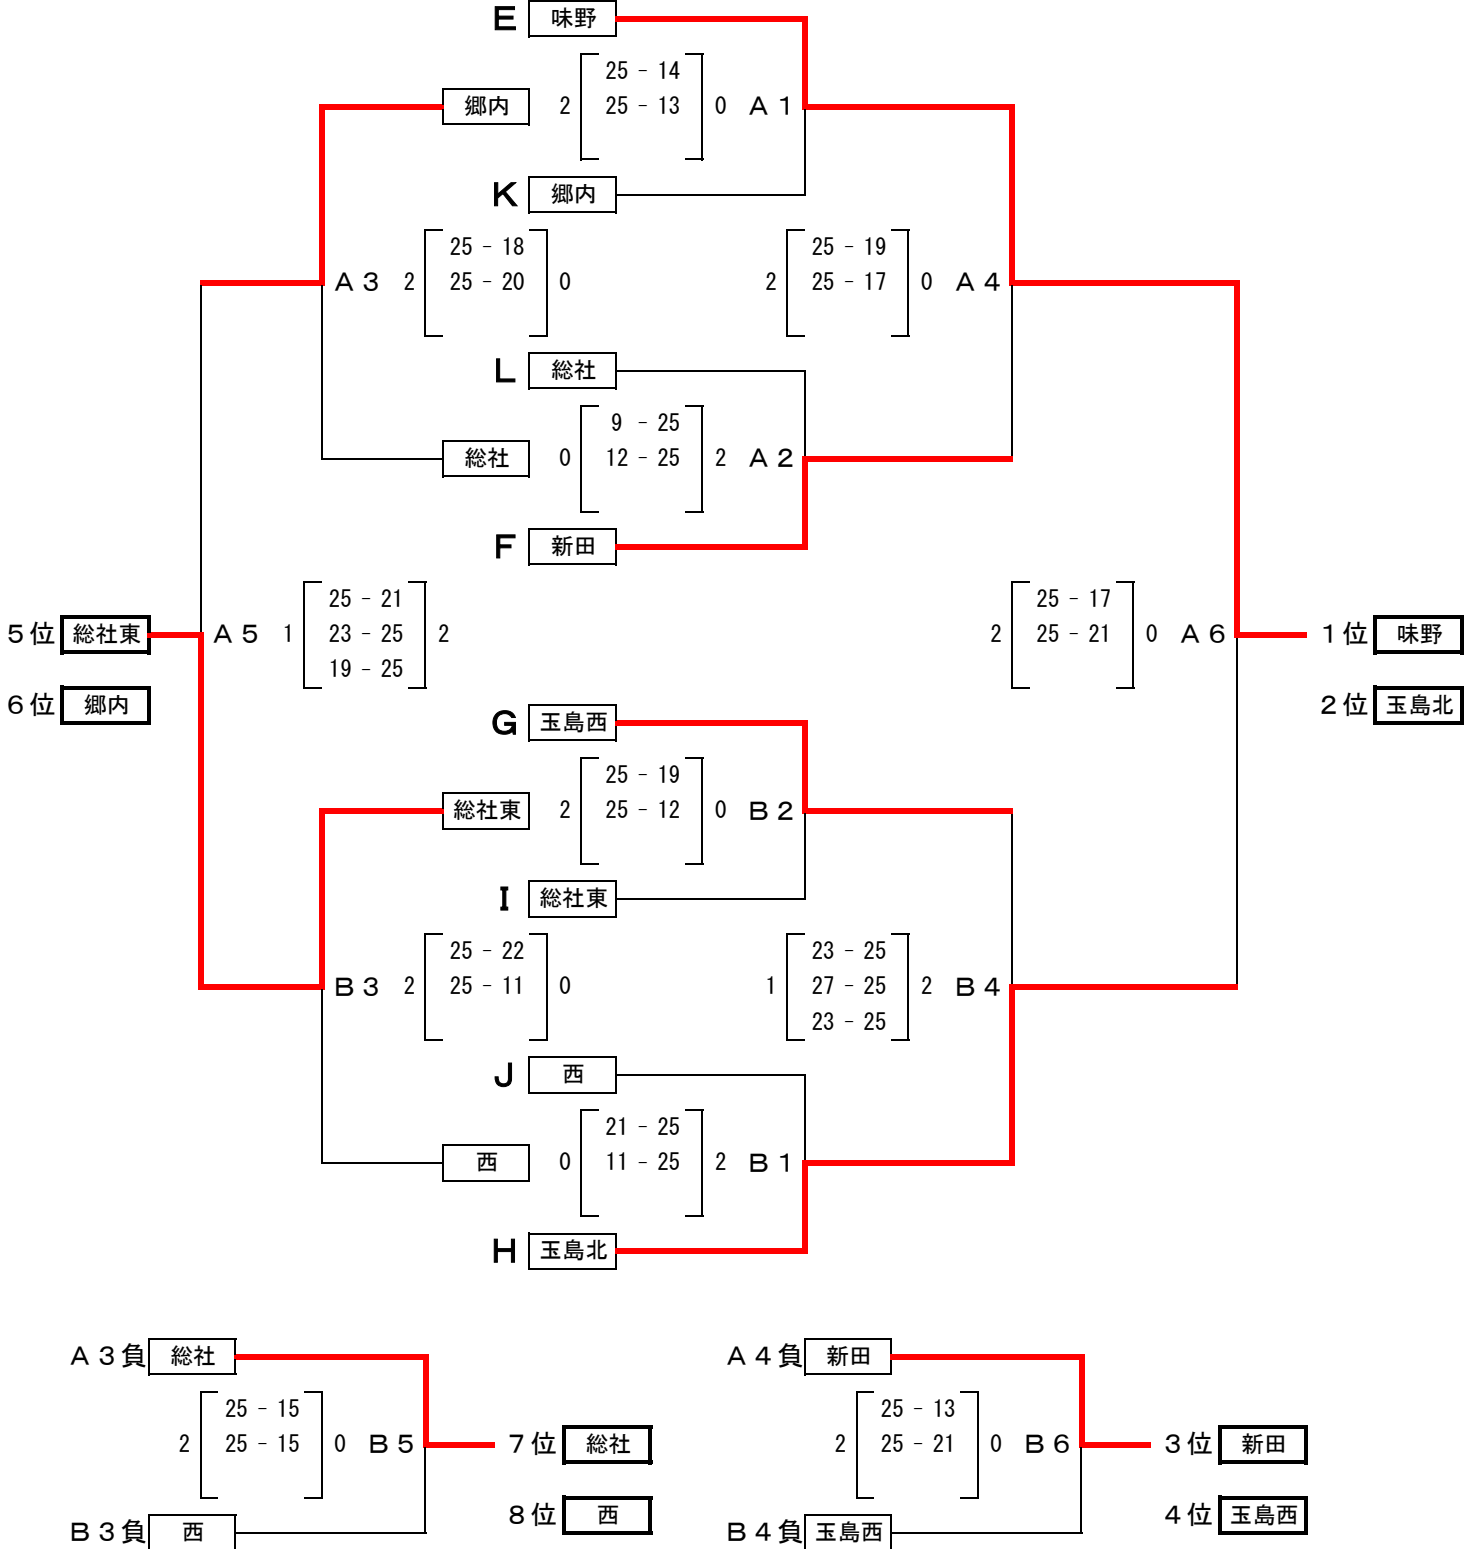 E 味野
25 - 14
郷内 2 25 - 13 0 A 1
K 郷内
25 - 18 25 - 19
A 3 2 25 - 20 0 2 25 - 17 0 A 4
L 総社
9 - 25
総社 0 12 - 25 2 A 2
F 新田
25 - 21 25 - 17
5位 総社東 A 5 1 23 - 25 2 2 25 - 21 0 A 6 1位 味野
19 - 25
6位 郷内 2位 玉島北
G 玉島西
25 - 19
総社東 2 25 - 12 0 B 2
I 総社東
25 - 22 23 - 25
B 3 2 25 - 11 0 1 27 - 25 2 B 4
23 - 25
J 西
21 - 25
西 0 11 - 25 2 B 1
H 玉島北
A 3 負 総社 A 4 負 新田
25 - 15 25 - 13
2 25 - 15 0 B 5 7位 総社 2 25 - 21 0 B 6 3位 新田
8位 西 4位 玉島西
B 3 負 西 B 4 負 玉島西